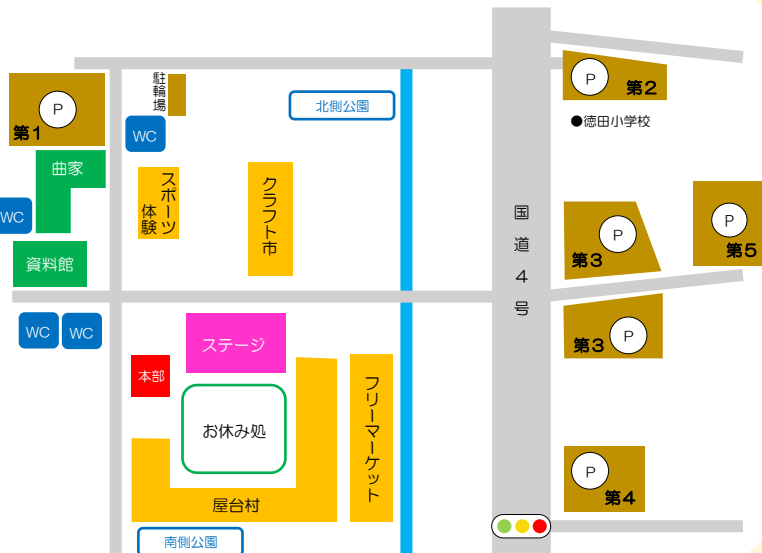 駐輪場
P
第1
WC
北側公園
P
第2
●徳田小学校
曲家
WC
スポーツ
体験
クラフト市
国道4号
P
第3
P
第5
資料館
WC
WC
ステージ
P
第3
本部
お休み処
フリーマーケット
屋台村
P
第4
南側公園